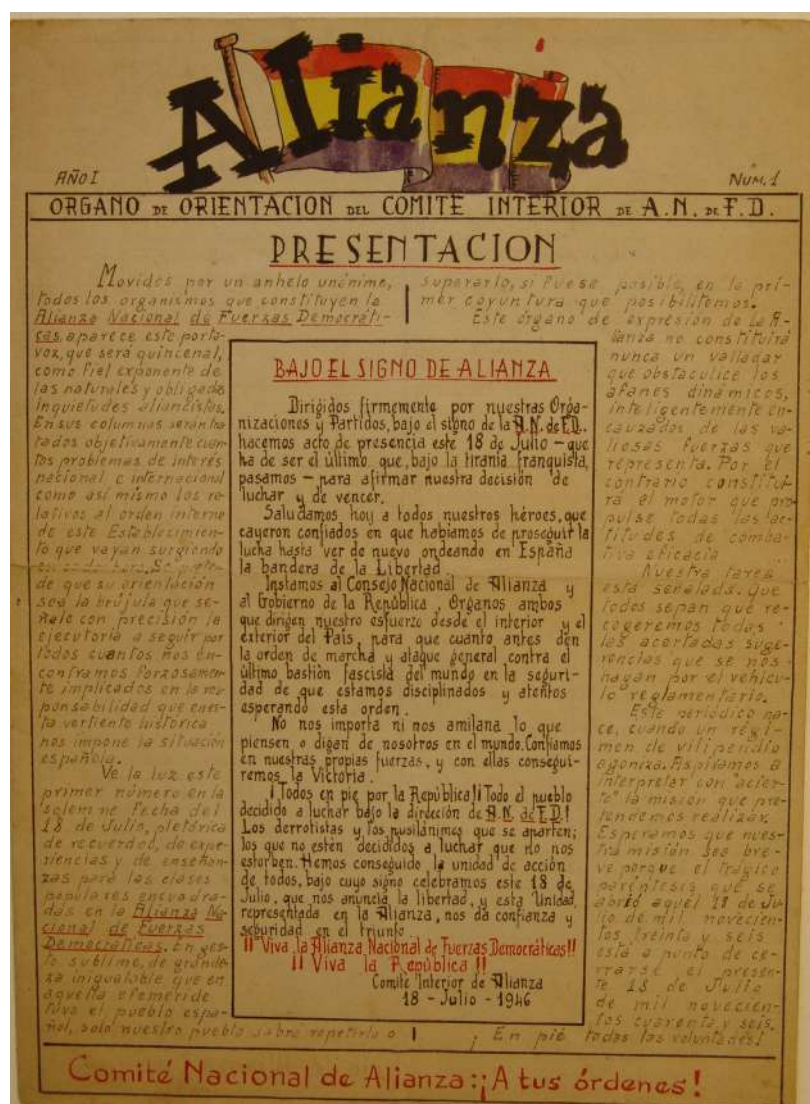 Alianza
AÑO I
NÚM. 1
ORGANO DE ORIENTACION DEL COMITE INTERIOR DE A.N. DE F.D.
PRESENTACION
Movidos por un anhelo unánime,
todos los organismos que constituyen la
Alianza Nacional de Fuerzas Democráti-
cas, aparece este porta-
voz, que será quincenal,
como fiel exponente de
las naturales y obligadas
inquietudes aliancistas.
En sus columnas serán tra
tados objetivamente cuan-
tos problemas de interés
nacional e internacional
como así mismo los re-
lativos al orden interno
de este Establecimien-
to que vayan surgiendo
en cada hora. Se preten-
de que su orientación
sea la brújula que se-
ñale con precisión la
ejecutoria a seguir por
todos cuantos nos en-
contramos forzosamen-
te implicados en la res
ponsabilidad que en es-
ta vertiente histórica
nos impone la situación
española.
Ve la luz este
primer número en la
solemne fecha del
18 de Julio, pletórica
de recuerdos, de expe-
riencias y de enseñan-
zas para las clases
populares encuadra-
das en la Alianza Na-
cional de Fuerzas
Democráticas. En ges-
to sublime, de grande-
za inigualable que en
aquella efeméride
tuvo el pueblo espa-
ñol, solo nuestro pueblo sabrá repetirlo o
superarlo, si fuese posible, en la pri-
mer coyuntura que posibilitemos.
Este órgano de expresión de la A-
lianza no constituirá
nunca un valladar
que obstaculice los
afanes dinámicos,
inteligentemente en-
cauzados de las va-
liosas fuerzas que
representa. Por el
contrario constitui-
rá el motor que pro
pulse todas las ac-
titudes de comba-
tiva eficacia
Nuestra tarea
está señalada. Que
todos sepan que re-
cogeremos todas
las acertadas suge-
rencias que se nos
hagan por el vehícu-
lo reglamentario.
Este periódico na-
ce, cuando un régi-
men de vilipendio
agoniza. Aspiramos a
interpretar con "acier-
to" la misión que pre-
tendemos realizar.
Esperamos que nues-
tra misión sea bre-
ve porque el trágico
paréntesis que se
abrió aquel 18 de Ju-
lio de mil novecien-
tos treinta y seis
está a punto de ce-
rrarse el presen-
te 18 de Julio
de mil novecien-
tos cuarenta y seis.
¡En pié todas las voluntades!
BAJO EL SIGNO DE ALIANZA
Dirigidos firmemente por nuestras Orga-
nizaciones y Partidos, bajo el signo de la A.N. de F.D.
hacemos acto de presencia este 18 de Julio – que
ha de ser el último que, bajo la tirania franquista,
pasamos – para afirmar nuestra decisión de
luchar y de vencer.
Saludamos hoy a todos nuestros héroes, que
cayeron confiados en que habíamos de proseguir la
lucha hasta ver de nuevo ondeando en España
la bandera de la Libertad.
Instamos al Consejo Nacional de Alianza y
al Gobierno de la República, Organos ambos
que dirigen nuestro esfuerzo desde el interior y el
exterior del País, para que cuanto antes den
la orden de marcha y ataque general contra el
último bastión fascista del mundo en la seguri-
dad de que estamos disciplinados y atentos
esperando esta orden.
No nos importa ni nos amilana lo que
piensen o digan de nosotros en el mundo. Confiamos
en nuestras propias fuerzas, y con ellas consegui-
remos la Victoria.
¡Todos en pie por la República! ¡Todo el pueblo
decidido a luchar bajo la dirección de A.N. de F.D.!
Los derrotistas y los pusilánimes que se aparten;
los que no estén decididos a luchar que no nos
estorben. Hemos conseguido la unidad de acción
de todos, bajo cuyo signo celebramos este 18 de
Julio, que nos anuncia la libertad, y esta Unidad,
representada en la Alianza, nos da confianza y
seguridad en el triunfo
¡¡Viva la Alianza Nacional de Fuerzas Democráticas!!
¡¡Viva la República!!
Comité Interior de Alianza
18 - Julio - 1946
Comité Nacional de Alianza: ¡A tus órdenes!